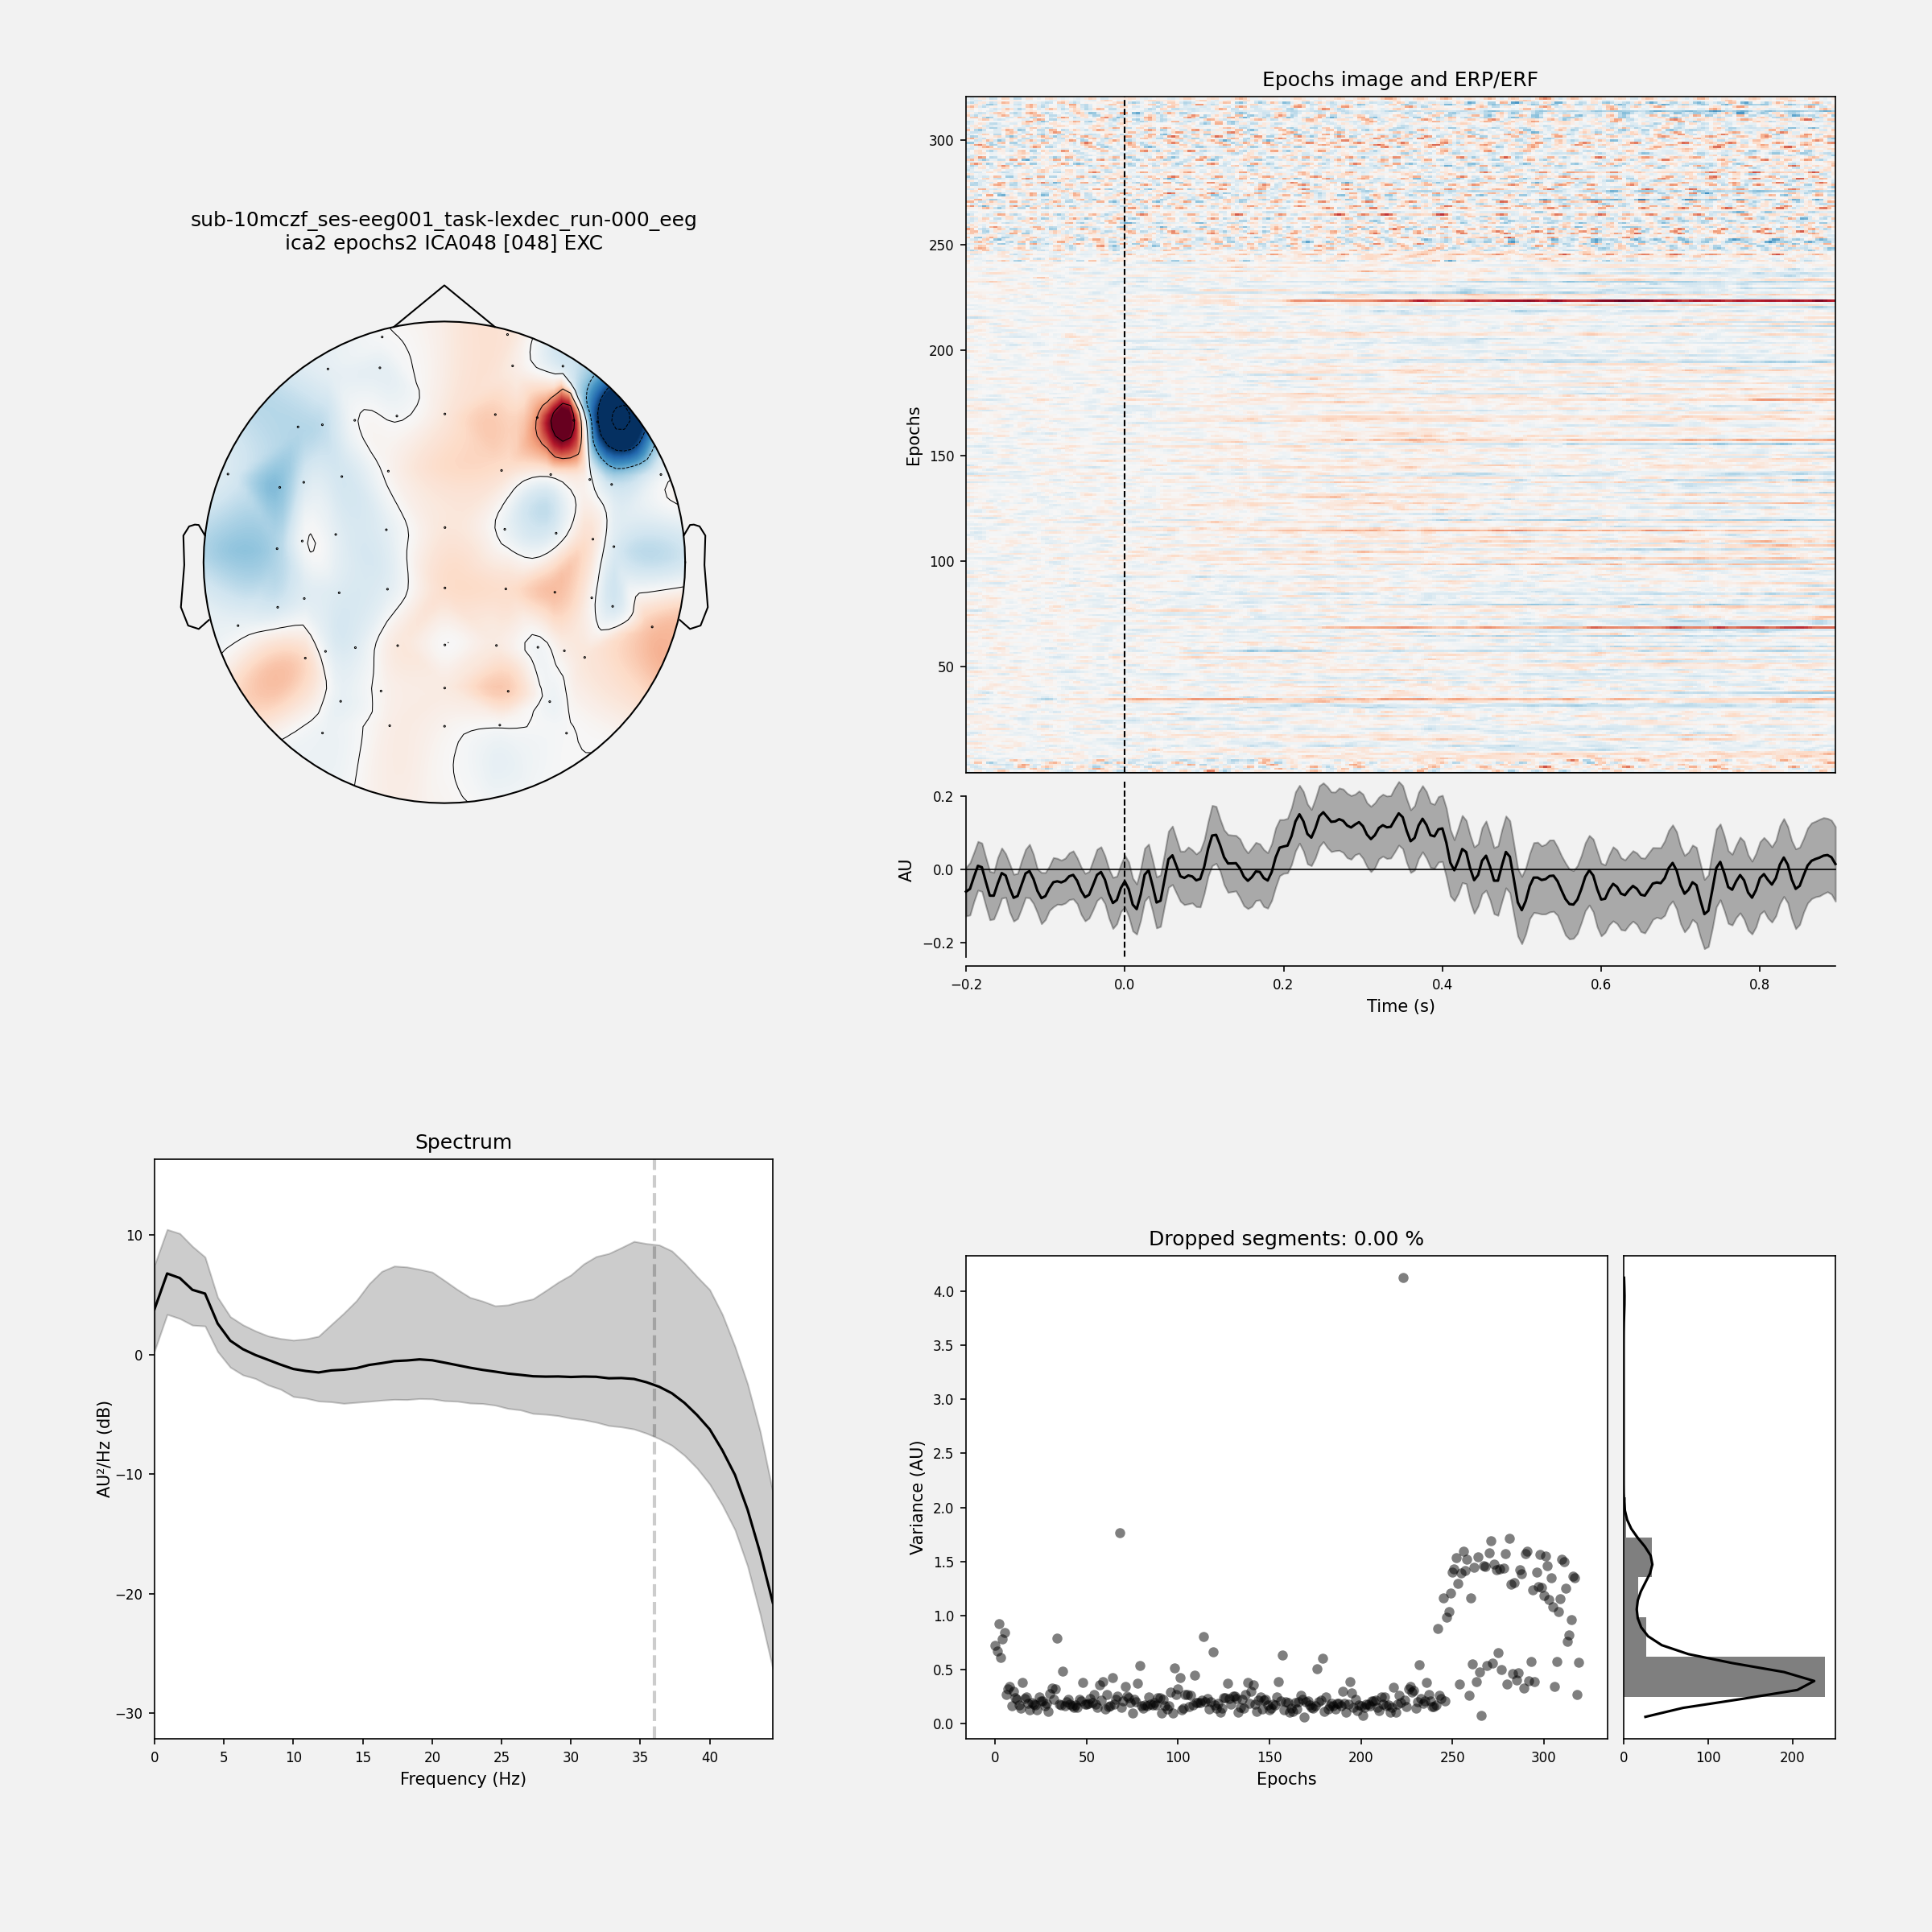 sub-10mczf_ses-eeg001_task-lexdec_run-000_eeg
ica2 epochs2 ICA048 [048] EXC
Epochs image and ERP/ERF
Epochs
300
250
200
150
100
50
AU
0.2
0.0
−0.2
−0.2 0.0 0.2 0.4 0.6 0.8
Time (s)
Spectrum
AU²/Hz (dB)
10
0
−10
−20
−30
0 5 10 15 20 25 30 35 40
Frequency (Hz)
Dropped segments: 0.00 %
Variance (AU)
4.0
3.5
3.0
2.5
2.0
1.5
1.0
0.5
0.0
0 50 100 150 200 250 300
Epochs
0 100 200